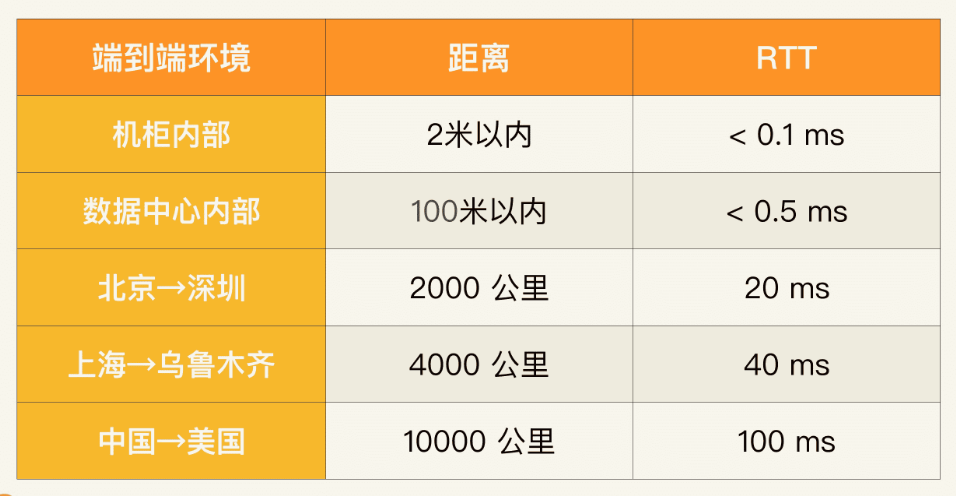 端到端环境 距离 RTT
机柜内部 2米以内 < 0.1 ms
数据中心内部 100米以内 < 0.5 ms
北京→深圳 2000 公里 20 ms
上海→乌鲁木齐 4000 公里 40 ms
中国→美国 10000 公里 100 ms